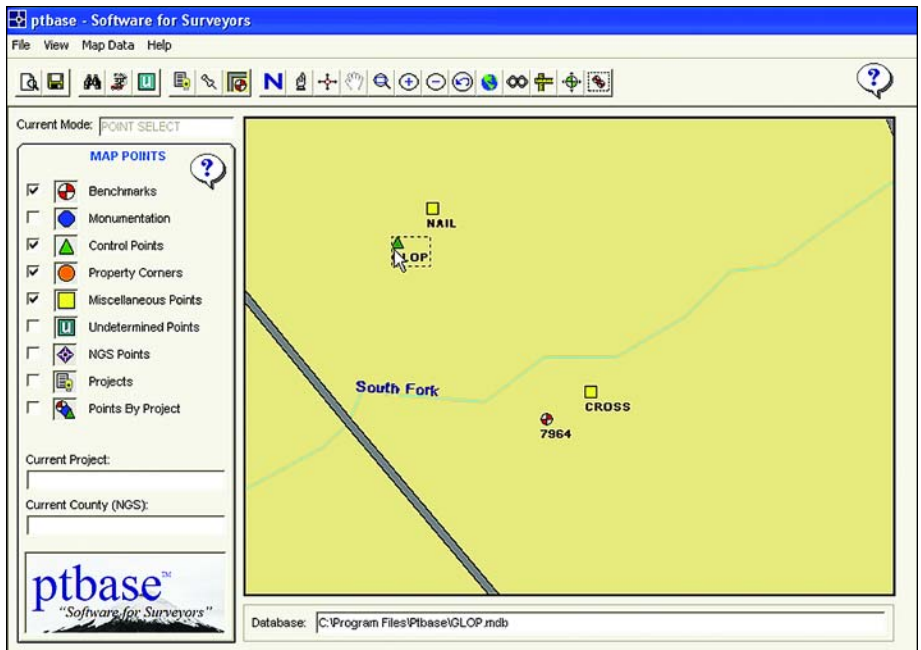 ptbase - Software for Surveyors
File View Map Data Help
N
?
Current Mode: POINT SELECT
MAP POINTS
?
Benchmarks
Monumentation
Control Points
Property Corners
Miscellaneous Points
u Undetermined Points
NGS Points
Projects
Points By Project
Current Project:
Current County (NGS):
ptbase™
"Software for Surveyors"
NAIL
South Fork
CROSS
7964
Database: C:\Program Files\Ptbase\GLOP.mdb